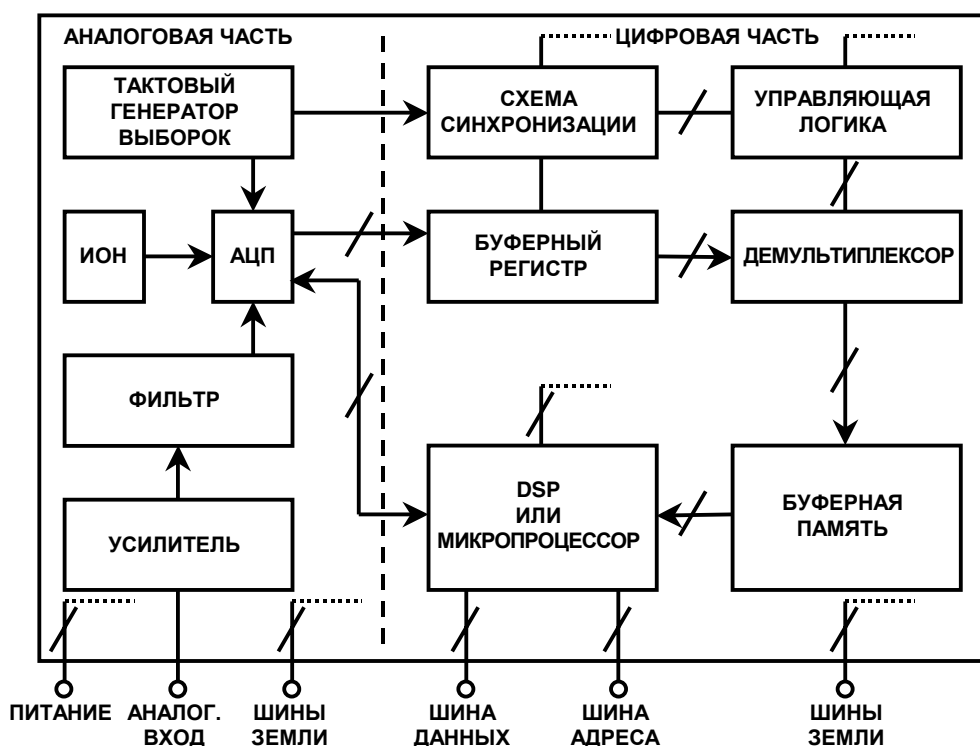 АНАЛОГОВАЯ ЧАСТЬ
ЦИФРОВАЯ ЧАСТЬ
ТАКТОВЫЙ
ГЕНЕРАТОР
ВЫБОРОК
СХЕМА
СИНХРОНИЗАЦИИ
УПРАВЛЯЮЩАЯ
ЛОГИКА
ИОН
АЦП
БУФЕРНЫЙ
РЕГИСТР
ДЕМУЛЬТИПЛЕКСОР
ФИЛЬТР
УСИЛИТЕЛЬ
DSP
ИЛИ
МИКРОПРОЦЕССОР
БУФЕРНАЯ
ПАМЯТЬ
ПИТАНИЕ
АНАЛОГ.
ВХОД
ШИНЫ
ЗЕМЛИ
ШИНА
ДАННЫХ
ШИНА
АДРЕСА
ШИНЫ
ЗЕМЛИ